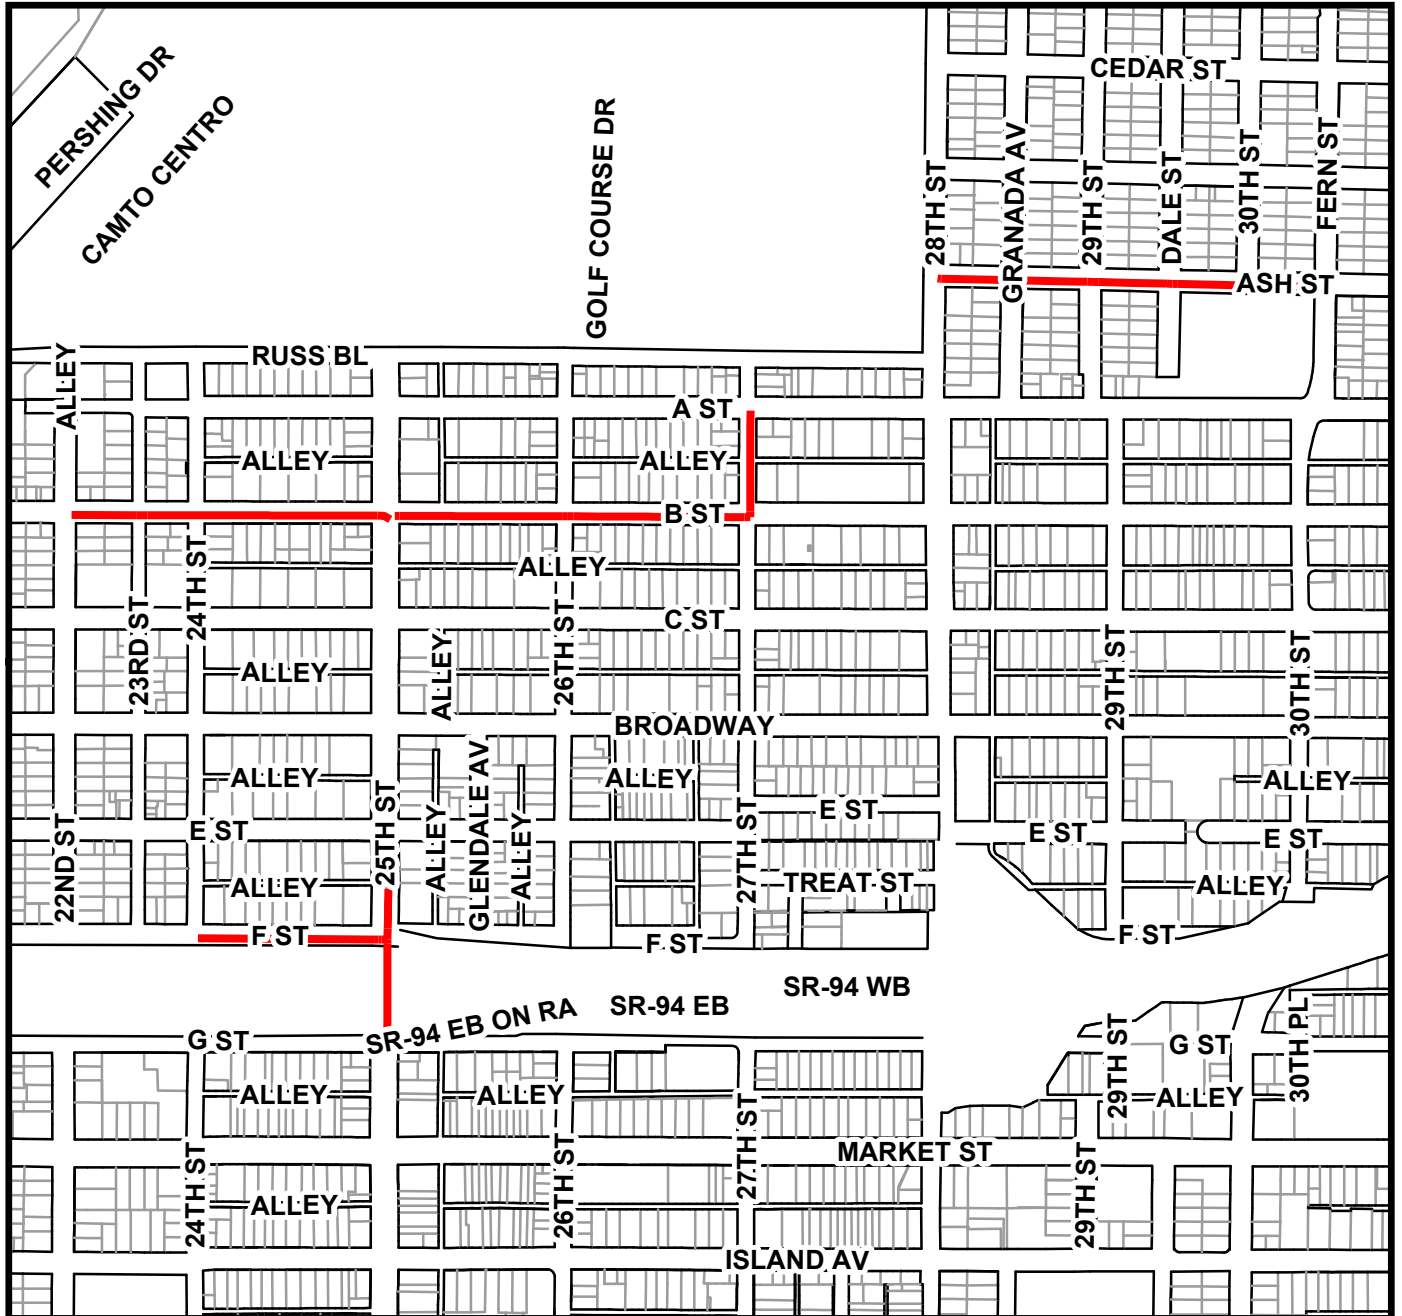 PERSHING DR
CAMTO CENTRO
GOLF COURSE DR
CEDAR ST
28TH ST
GRANADA AV
29TH ST
DALE ST
30TH ST
FERN ST
ASH ST
ALLEY
RUSS BL
A ST
ALLEY
ALLEY
B ST
24TH ST
ALLEY
23RD ST
26TH ST
C ST
ALLEY
ALLEY
29TH ST
30TH ST
BROADWAY
ALLEY
ALLEY
ALLEY
22ND ST
E ST
25TH ST
ALLEY
GLENDALE AV
ALLEY
27TH ST
E ST
E ST
E ST
ALLEY
TREAT ST
ALLEY
F ST
F ST
F ST
SR-94 WB
SR-94 EB
SR-94 EB ON RA
G ST
29TH ST
G ST
30TH PL
ALLEY
ALLEY
ALLEY
24TH ST
26TH ST
27TH ST
MARKET ST
29TH ST
ALLEY
ISLAND AV